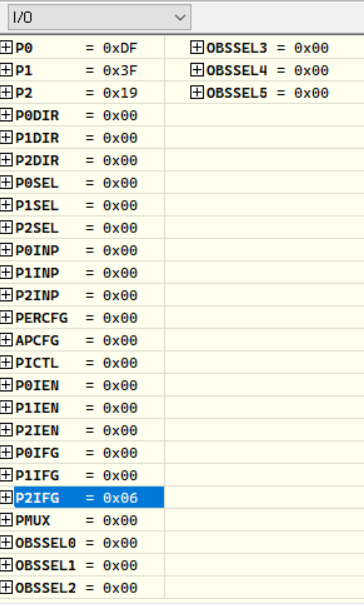 I/O
P0 = 0xDF
P1 = 0x3F
P2 = 0x19
P0DIR = 0x00
P1DIR = 0x00
P2DIR = 0x00
P0SEL = 0x00
P1SEL = 0x00
P2SEL = 0x00
P0INP = 0x00
P1INP = 0x00
P2INP = 0x00
PERCFG = 0x00
APCFG = 0x00
PICTL = 0x00
P0IEN = 0x00
P1IEN = 0x00
P2IEN = 0x00
P0IFG = 0x00
P1IFG = 0x00
P2IFG = 0x06
PMUX = 0x00
OBSSEL0 = 0x00
OBSSEL1 = 0x00
OBSSEL2 = 0x00
OBSSEL3 = 0x00
OBSSEL4 = 0x00
OBSSEL5 = 0x00